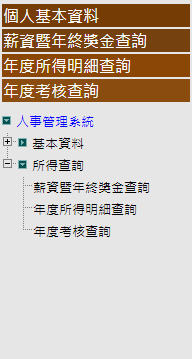 個人基本資料
薪資暨年終獎金查詢
年度所得明細查詢
年度考核查詢
人事管理系統
基本資料
所得查詢
薪資暨年終獎金查詢
年度所得明細查詢
年度考核查詢